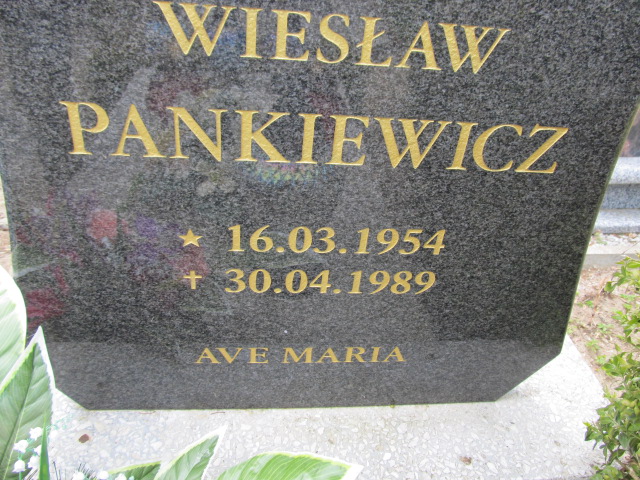 WIESŁAW
PANKIEWICZ
★ 16.03.1954
✝ 30.04.1989
AVE MARIA